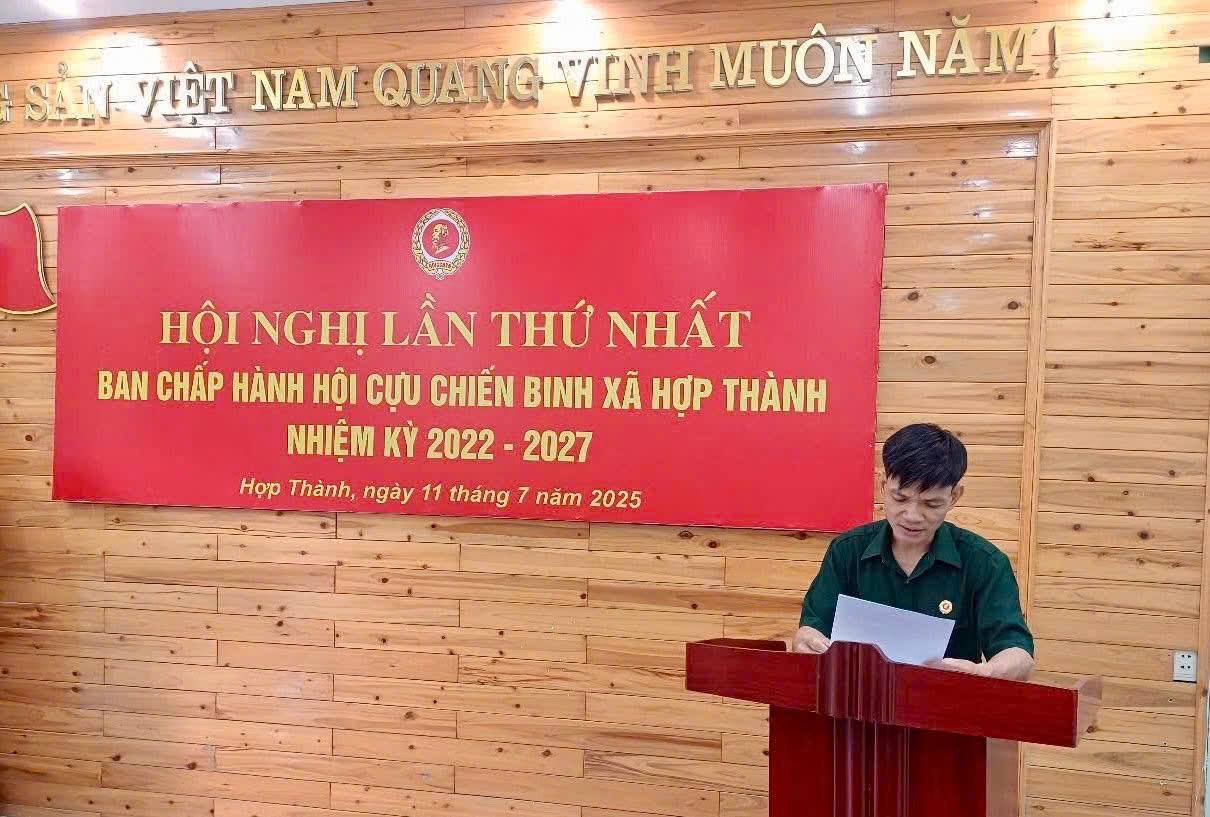 SẢN VIỆT NAM QUANG VINH MUÔN NĂM!
HỘI NGHỊ LẦN THỨ NHẤT
BAN CHẤP HÀNH HỘI CỰU CHIẾN BINH XÃ HỢP THÀNH
NHIỆM KỲ 2022 - 2027
Hợp Thành, ngày 11 tháng 7 năm 2025